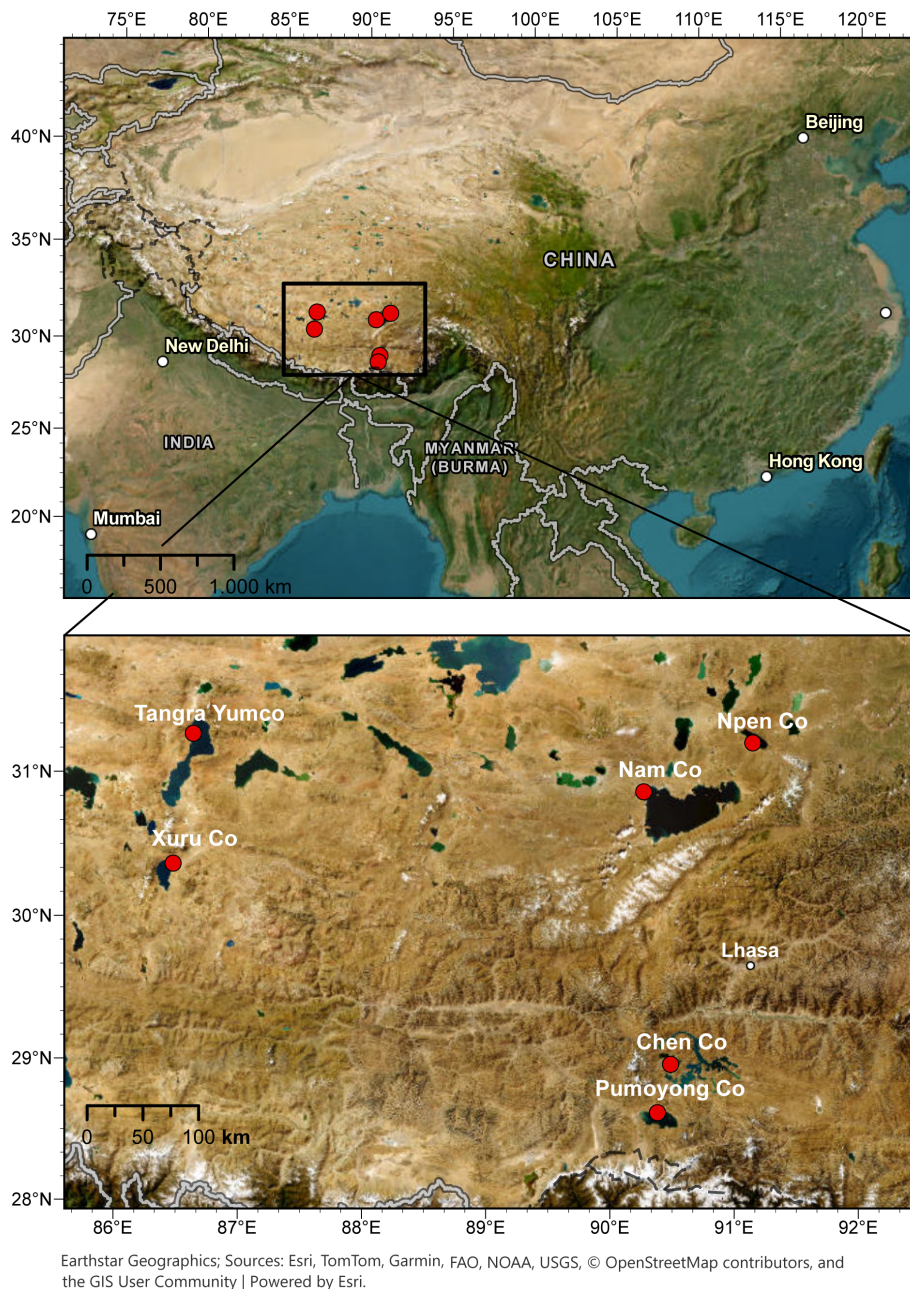 75°E 80°E 85°E 90°E 95°E 100°E 105°E 110°E 115°E 120°E
40°N
Beijing
35°N
CHINA
30°N
New Delhi
25°N
INDIA
MYANMAR
(BURMA)
Hong Kong
20°N
Mumbai
0 500 1.000 km
Tangra Yumco
Npen Co
31°N
Nam Co
Xuru Co
30°N
Lhasa
29°N
Chen Co
Pumoyong Co
0 50 100 km
28°N
86°E 87°E 88°E 89°E 90°E 91°E 92°E
Earthstar Geographics; Sources: Esri, TomTom, Garmin, FAO, NOAA, USGS, © OpenStreetMap contributors, and
the GIS User Community | Powered by Esri.